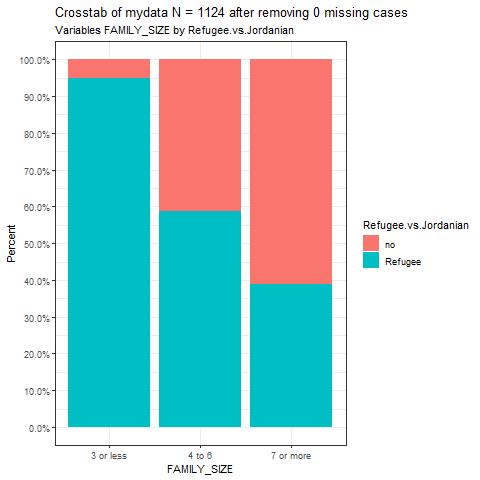 Crosstab of mydata N = 1124 after removing 0 missing cases
Variables FAMILY_SIZE by Refugee.vs.Jordanian
100.0%
90.0%
80.0%
70.0%
60.0%
50.0%
40.0%
30.0%
20.0%
10.0%
0.0%
Percent
3 or less 4 to 6 7 or more
FAMILY_SIZE
Refugee.vs.Jordanian
no
Refugee